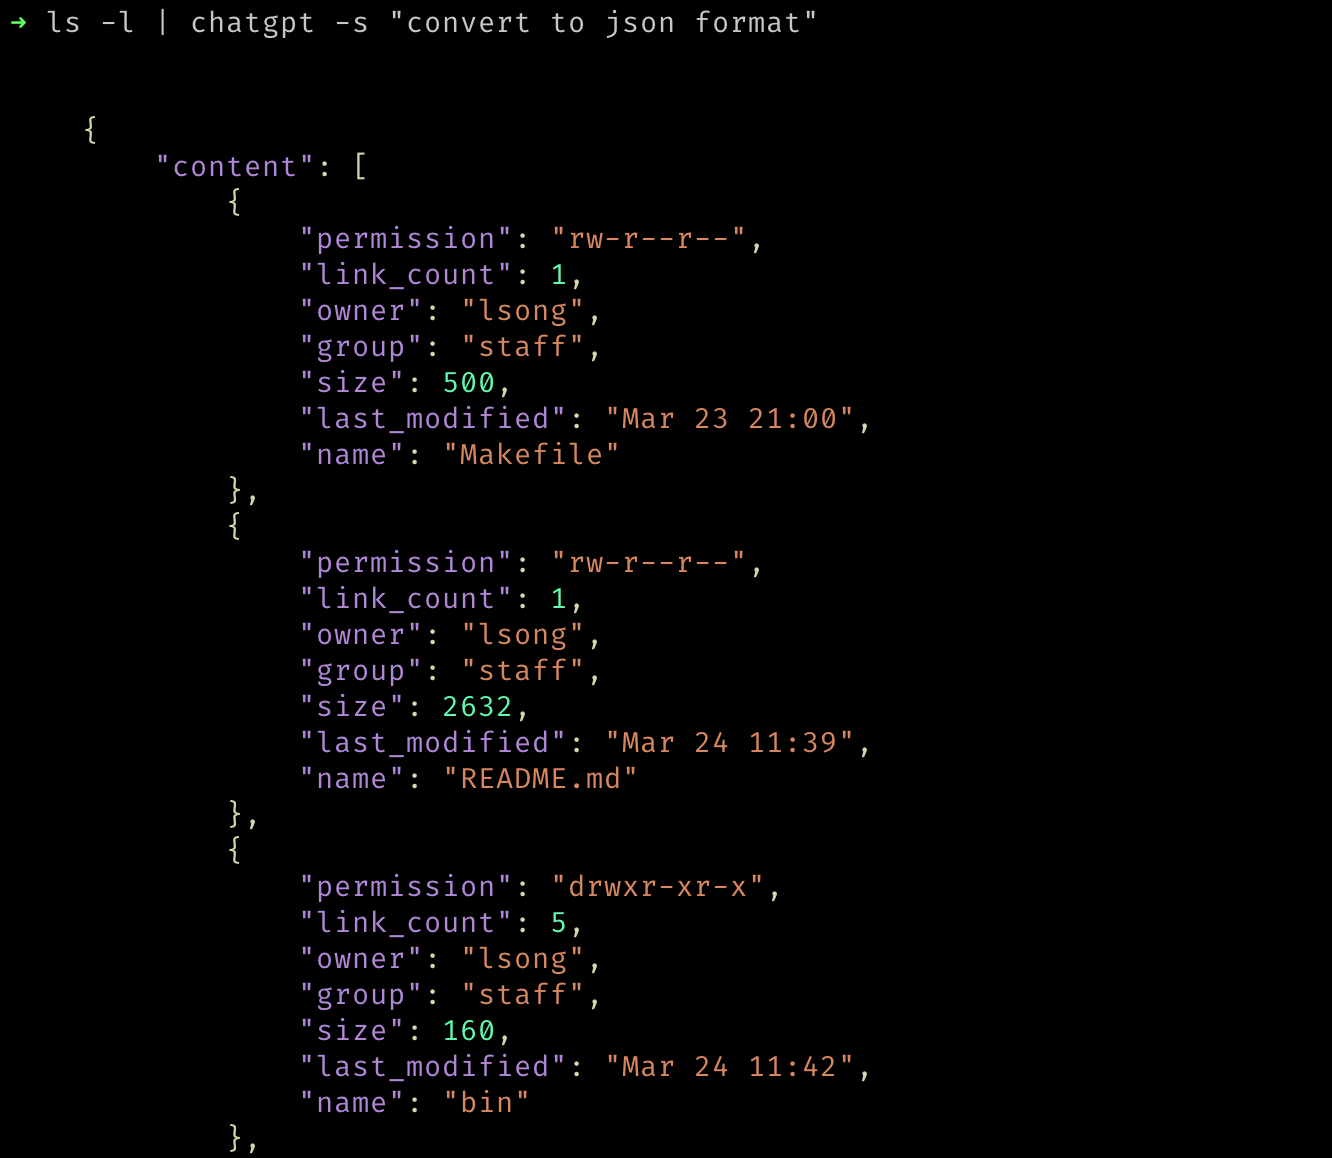 ➜ ls -l | chatgpt -s "convert to json format"
{
"content": [
{
"permission": "rw-r--r--",
"link_count": 1,
"owner": "lsong",
"group": "staff",
"size": 500,
"last_modified": "Mar 23 21:00",
"name": "Makefile"
},
{
"permission": "rw-r--r--",
"link_count": 1,
"owner": "lsong",
"group": "staff",
"size": 2632,
"last_modified": "Mar 24 11:39",
"name": "README.md"
},
{
"permission": "drwxr-xr-x",
"link_count": 5,
"owner": "lsong",
"group": "staff",
"size": 160,
"last_modified": "Mar 24 11:42",
"name": "bin"
},